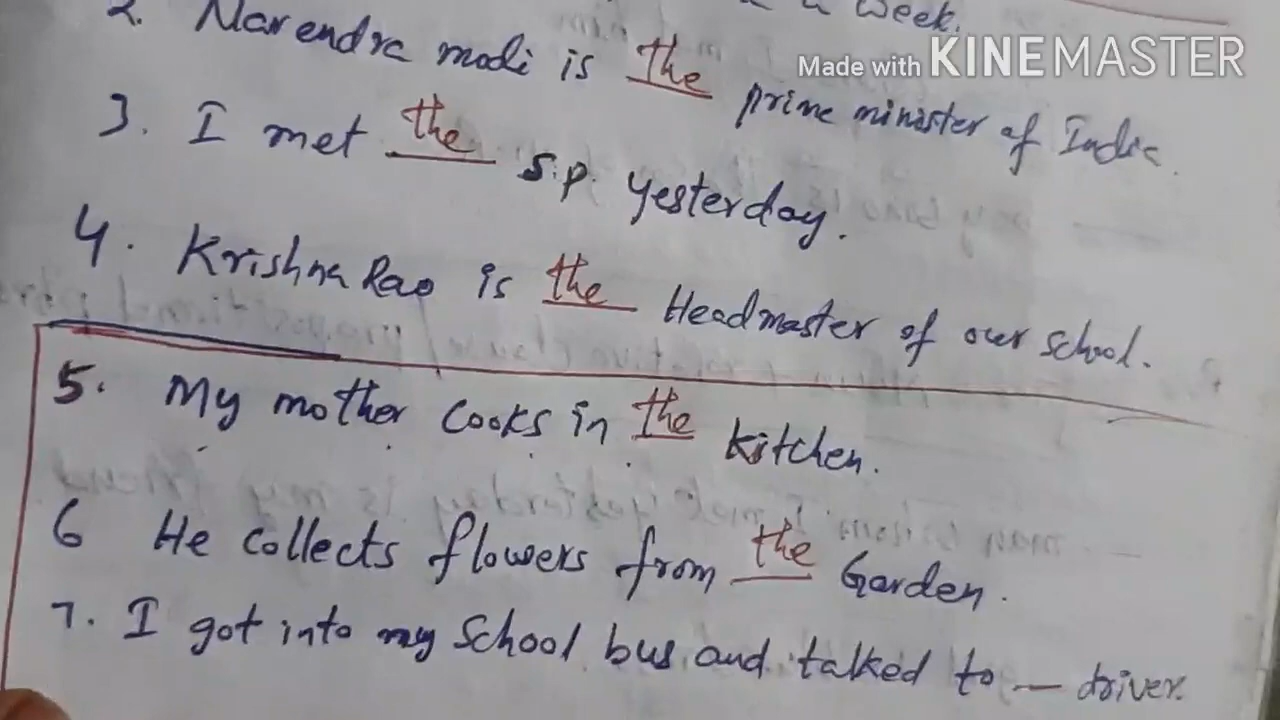 week.
Made with KINEMASTER
2. Narendra modi is the prime minister of India.
3. I met the S.P. yesterday.
4. Krishna Rao is the Headmaster of our school.
5. My mother cooks in the kitchen.
6 He collects flowers from the Garden.
7. I got into my School bus and talked to — driver.